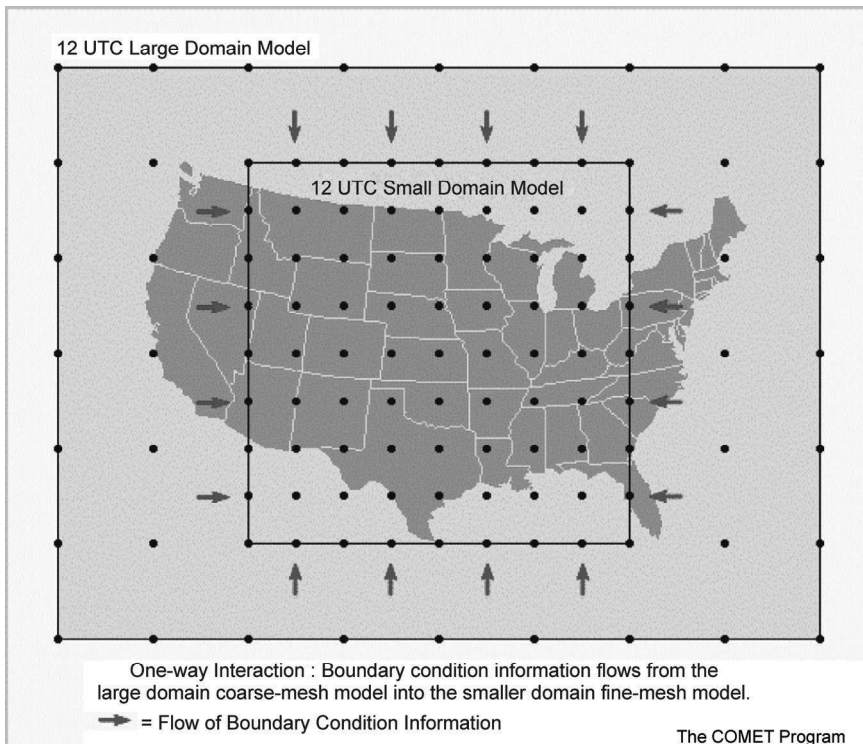 12 UTC Large Domain Model
12 UTC Small Domain Model
One-way Interaction : Boundary condition information flows from the
large domain coarse-mesh model into the smaller domain fine-mesh model.
= Flow of Boundary Condition Information
The COMET Program